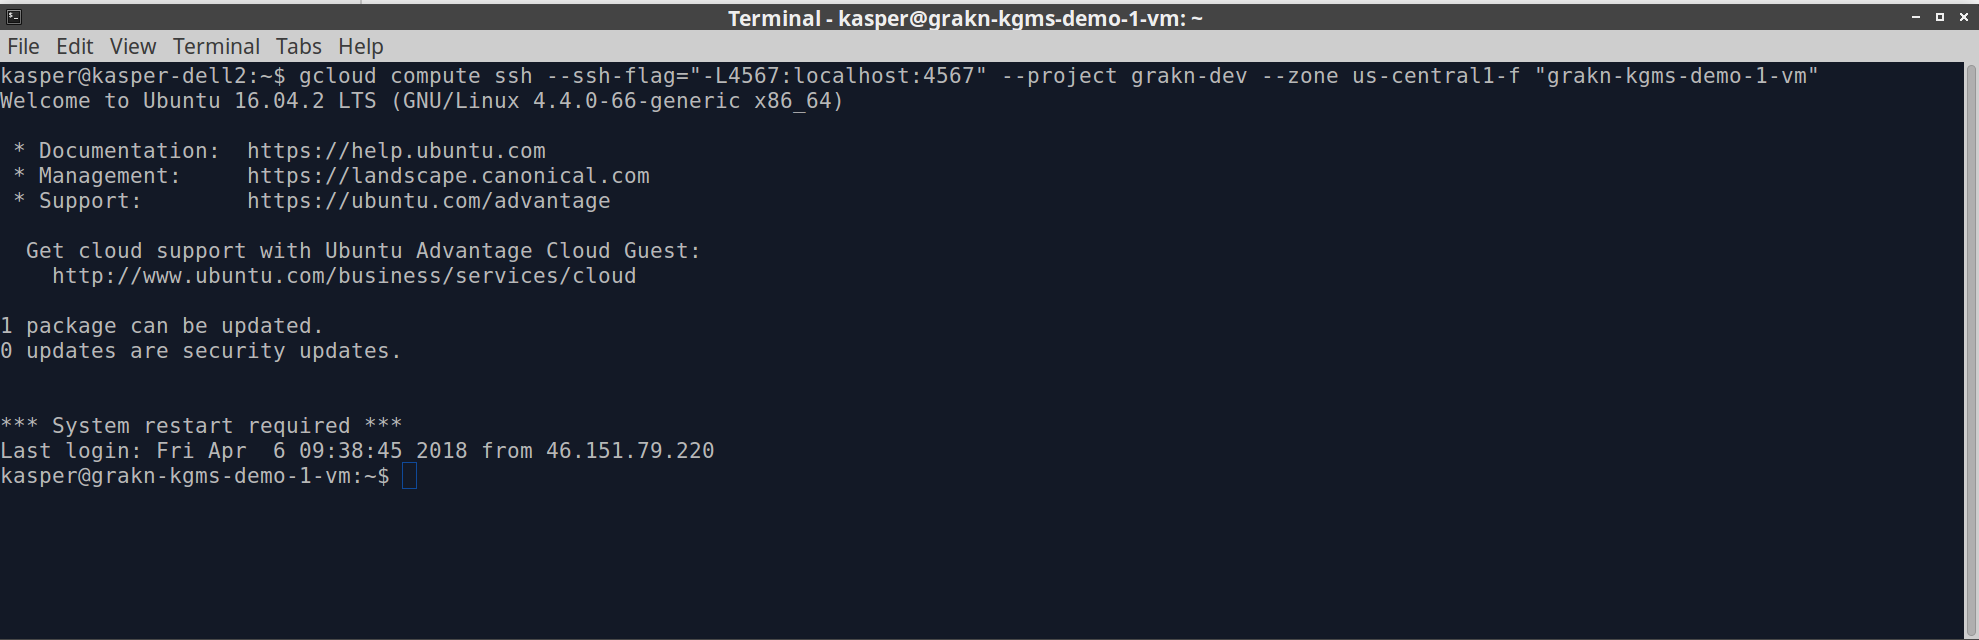 Terminal - kasper@grakn-kgms-demo-1-vm: ~
File Edit View Terminal Tabs Help
kasper@kasper-dell2:~$ gcloud compute ssh --ssh-flag="-L4567:localhost:4567" --project grakn-dev --zone us-central1-f "grakn-kgms-demo-1-vm"
Welcome to Ubuntu 16.04.2 LTS (GNU/Linux 4.4.0-66-generic x86_64)
* Documentation:  https://help.ubuntu.com
* Management:     https://landscape.canonical.com
* Support:        https://ubuntu.com/advantage
Get cloud support with Ubuntu Advantage Cloud Guest:
http://www.ubuntu.com/business/services/cloud
1 package can be updated.
0 updates are security updates.
*** System restart required ***
Last login: Fri Apr  6 09:38:45 2018 from 46.151.79.220
kasper@grakn-kgms-demo-1-vm:~$